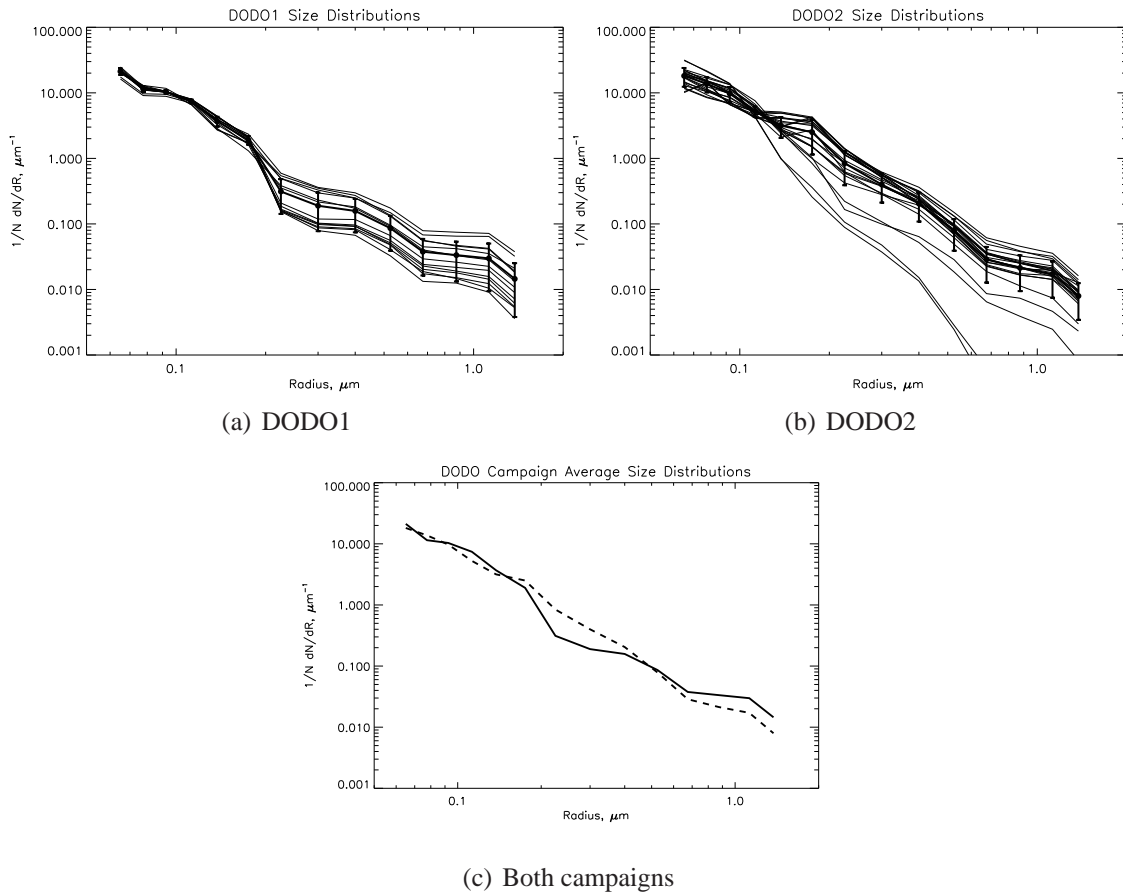 DODO1 Size Distributions
100.000
10.000
1.000
0.100
0.010
0.001
1/N dN/dR, μm⁻¹
0.1
1.0
Radius, μm
(a) DODO1
DODO2 Size Distributions
100.000
10.000
1.000
0.100
0.010
0.001
1/N dN/dR, μm⁻¹
0.1
1.0
Radius, μm
(b) DODO2
DODO Campaign Average Size Distributions
100.000
10.000
1.000
0.100
0.010
0.001
1/N dN/dR, μm⁻¹
0.1
1.0
Radius, μm
(c) Both campaigns